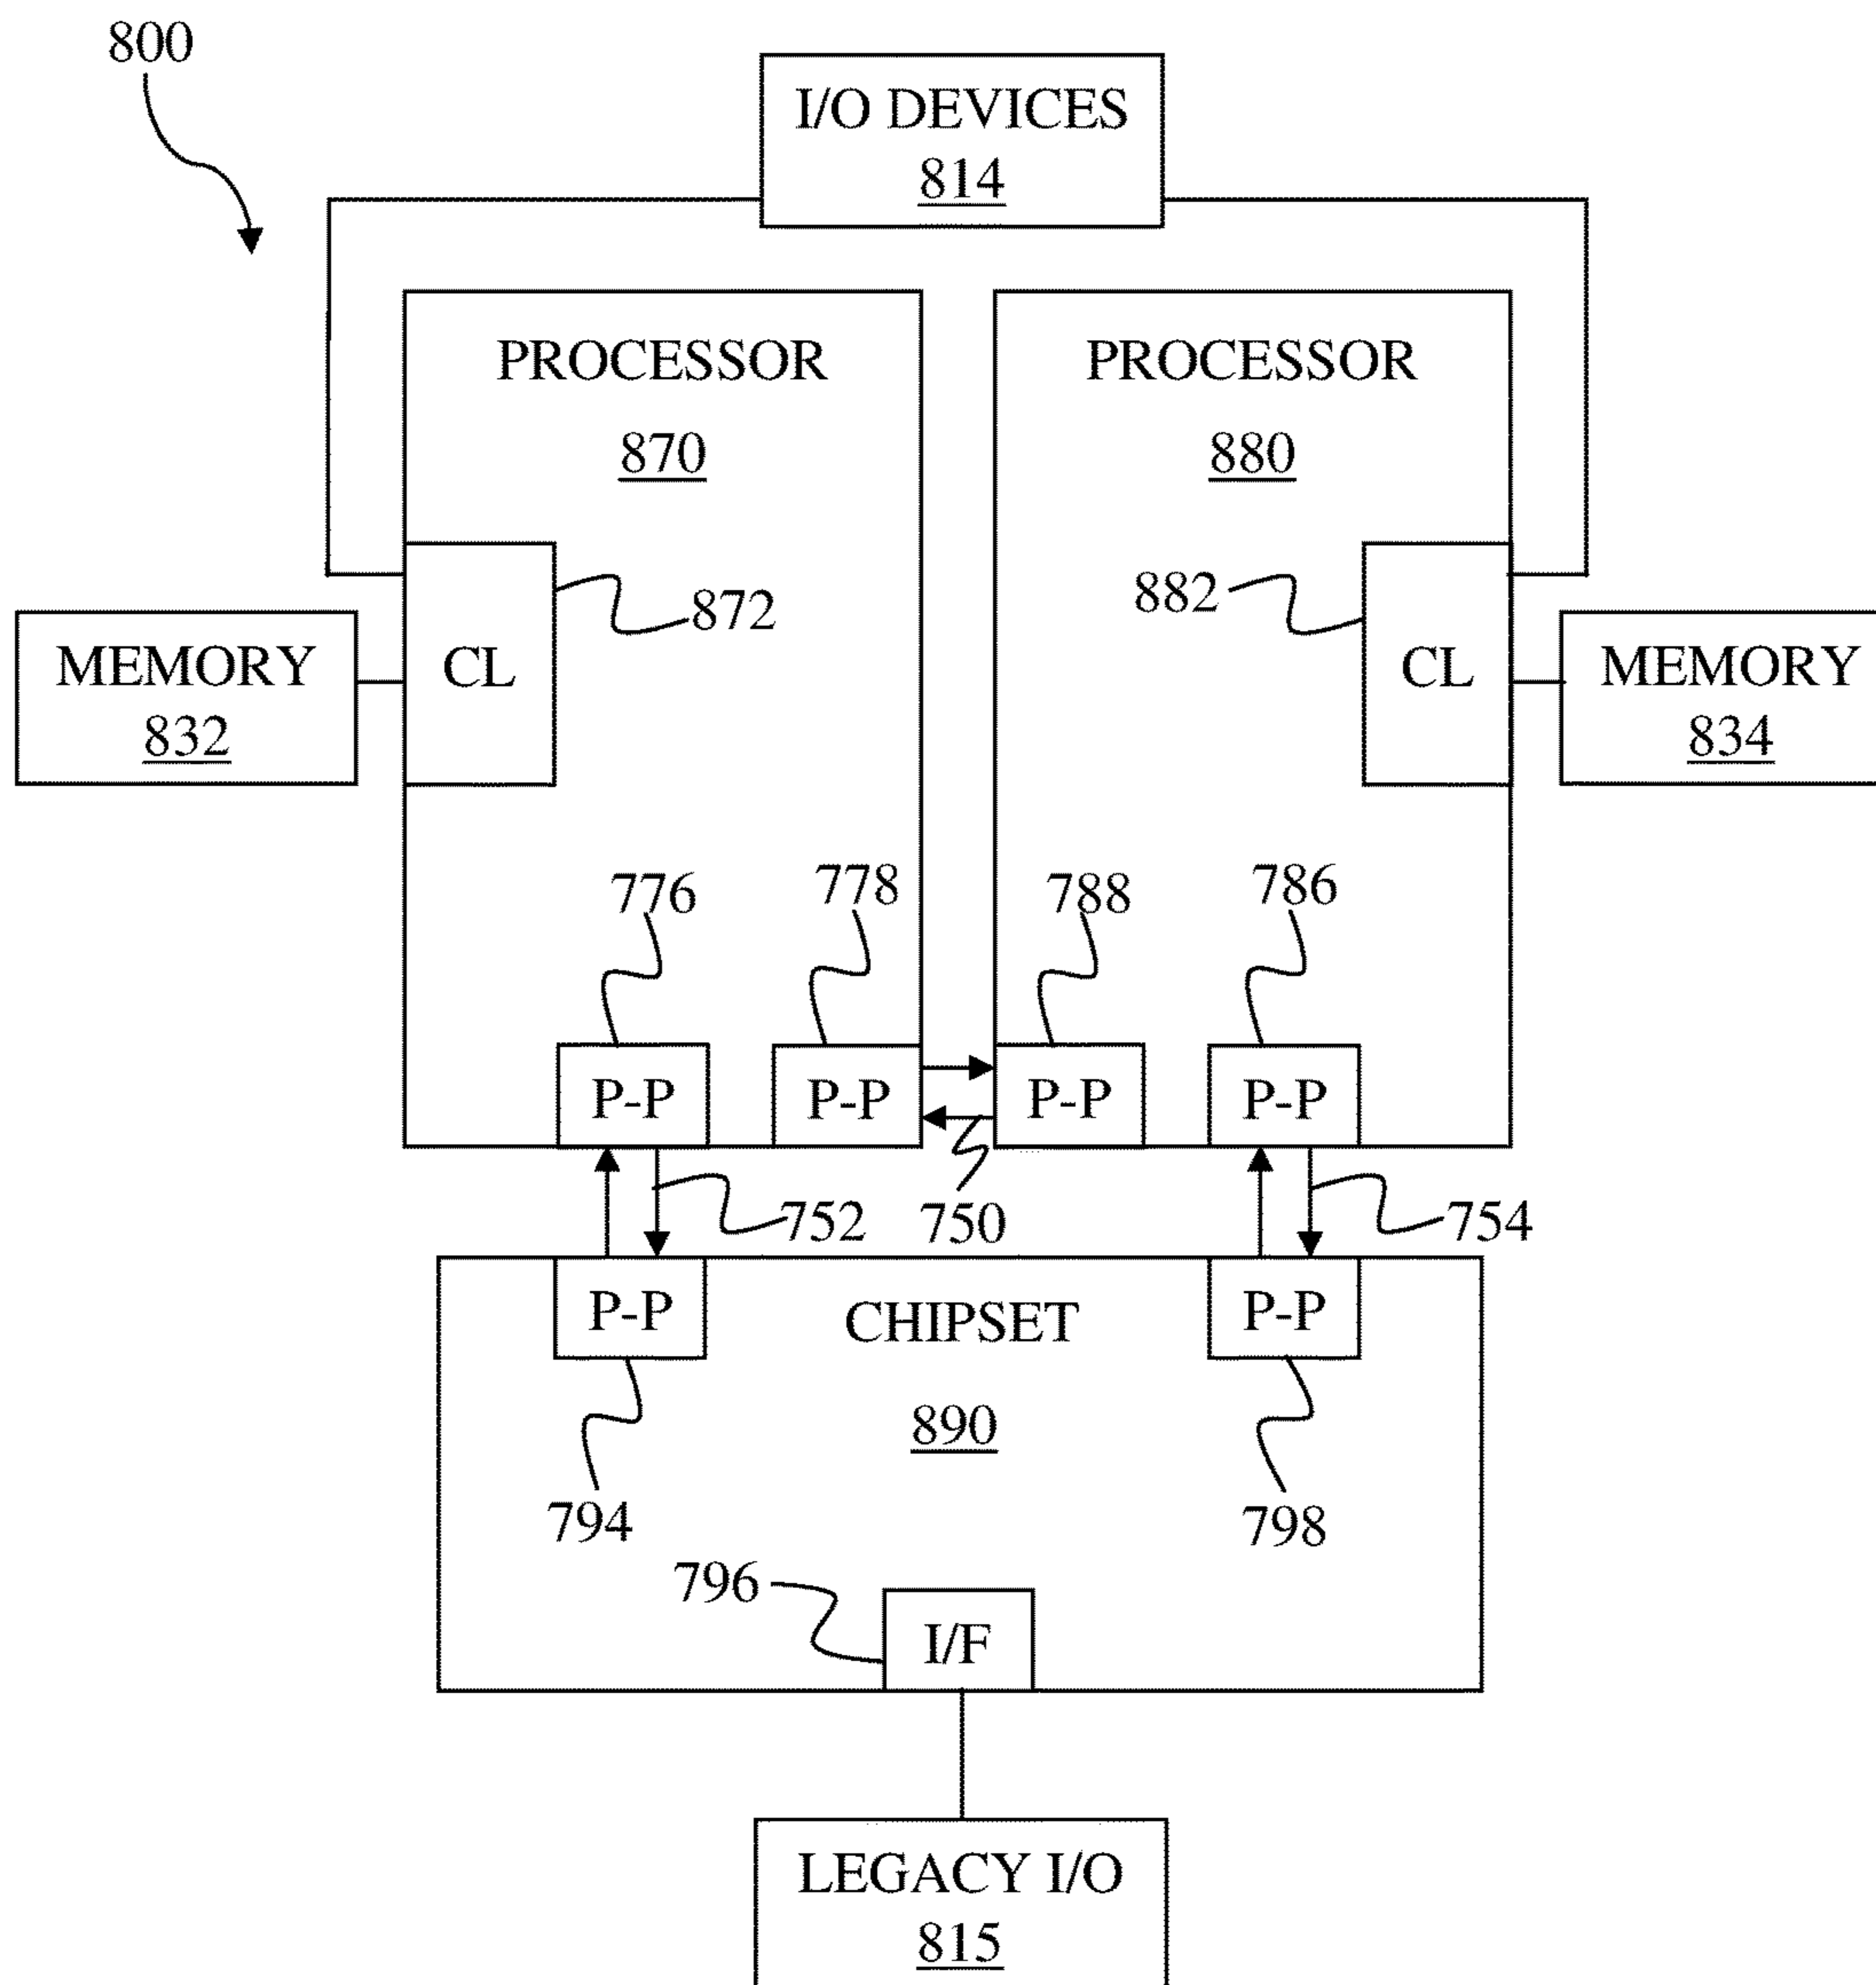 800
I/O DEVICES
814
PROCESSOR
870
PROCESSOR
880
872
882
MEMORY
832
CL
CL
MEMORY
834
776
778
788
786
P-P
P-P
P-P
P-P
752
750
754
P-P
CHIPSET
P-P
890
794
798
796
I/F
LEGACY I/O
815